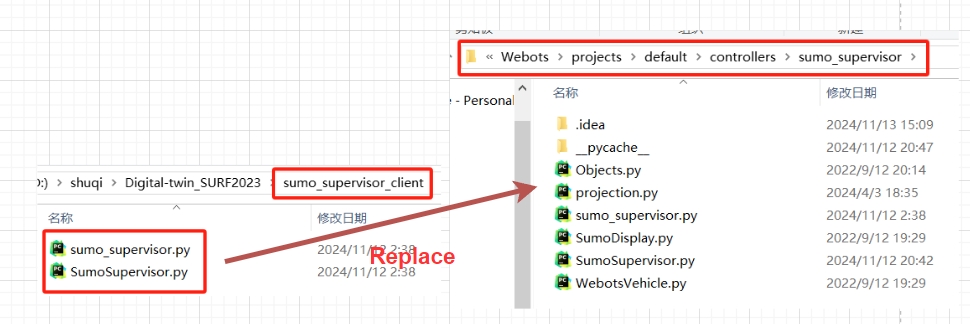 « Webots > projects > default > controllers > sumo_supervisor >
e - Personal
名称 修改日期
.idea 2024/11/13 15:09
__pycache__ 2024/11/12 20:47
Objects.py 2022/9/12 20:14
projection.py 2024/4/3 18:35
sumo_supervisor.py 2024/11/12 2:38
SumoDisplay.py 2022/9/12 19:29
SumoSupervisor.py 2024/11/12 20:42
WebotsVehicle.py 2022/9/12 19:29
:) > shuqi > Digital-twin_SURF2023 > sumo_supervisor_client
名称 修改日期
sumo_supervisor.py 2024/11/12 2:38
SumoSupervisor.py 2024/11/12 2:38
Replace